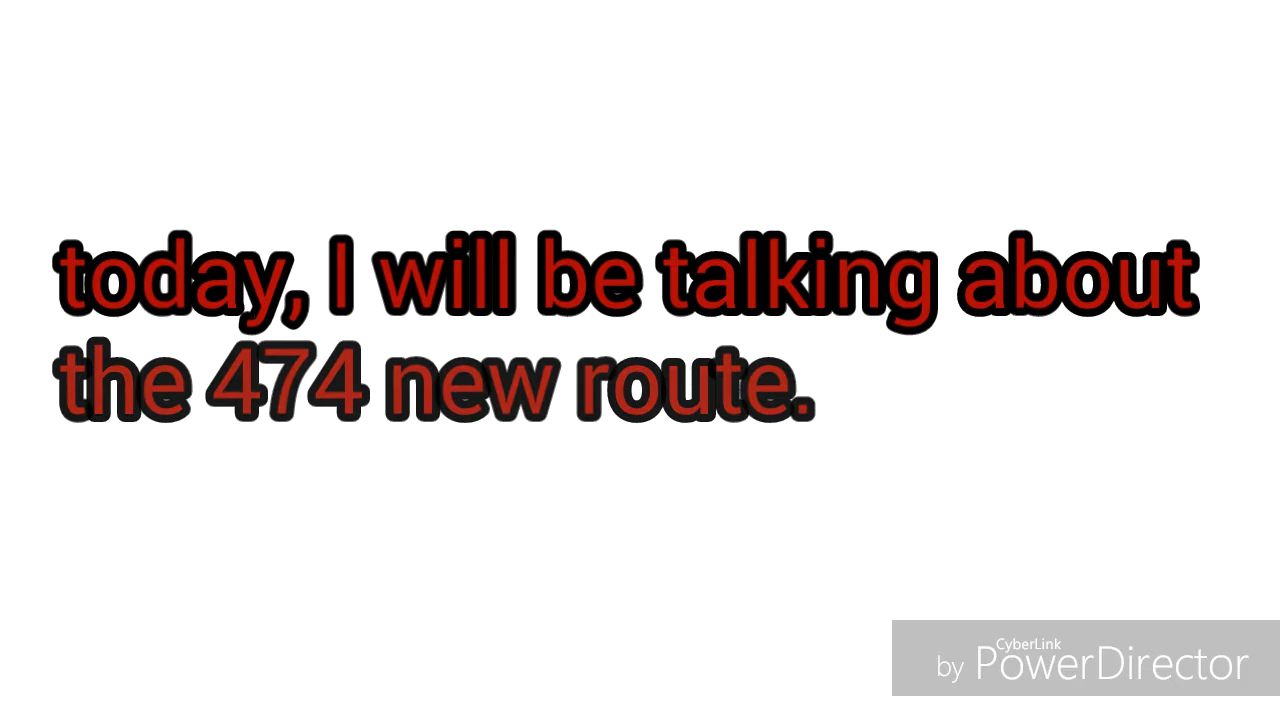 today, I will be talking about
the 474 new route.
CyberLink
by PowerDirector